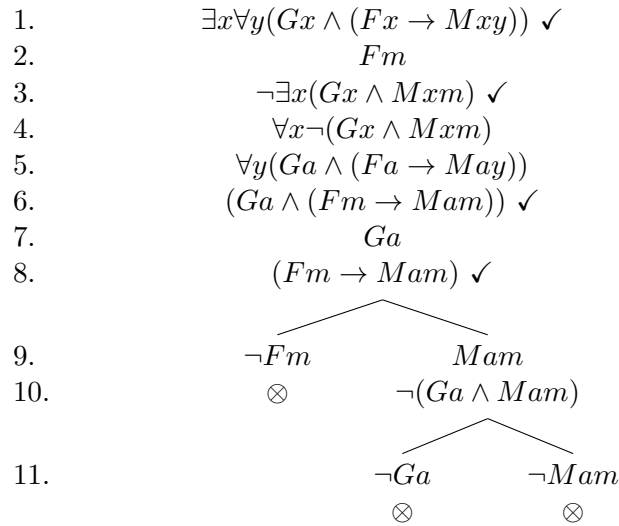 1. ∃x∀y(Gx ∧ (Fx → Mxy)) ✓
2. Fm
3. ¬∃x(Gx ∧ Mxm) ✓
4. ∀x¬(Gx ∧ Mxm)
5. ∀y(Ga ∧ (Fa → May))
6. (Ga ∧ (Fm → Mam)) ✓
7. Ga
8. (Fm → Mam) ✓
9. ¬Fm Mam
10. ⊗ ¬(Ga ∧ Mam)
11. ¬Ga ¬Mam
⊗ ⊗